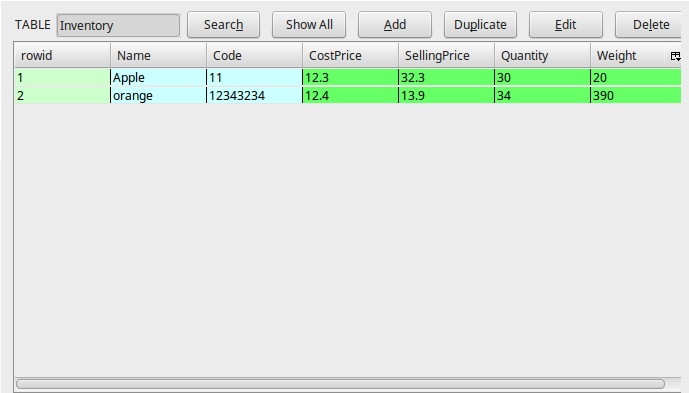 TABLE Inventory Search Show All Add Duplicate Edit Delete
rowid Name Code CostPrice SellingPrice Quantity Weight
1 Apple 11 12.3 32.3 30 20
2 orange 12343234 12.4 13.9 34 390